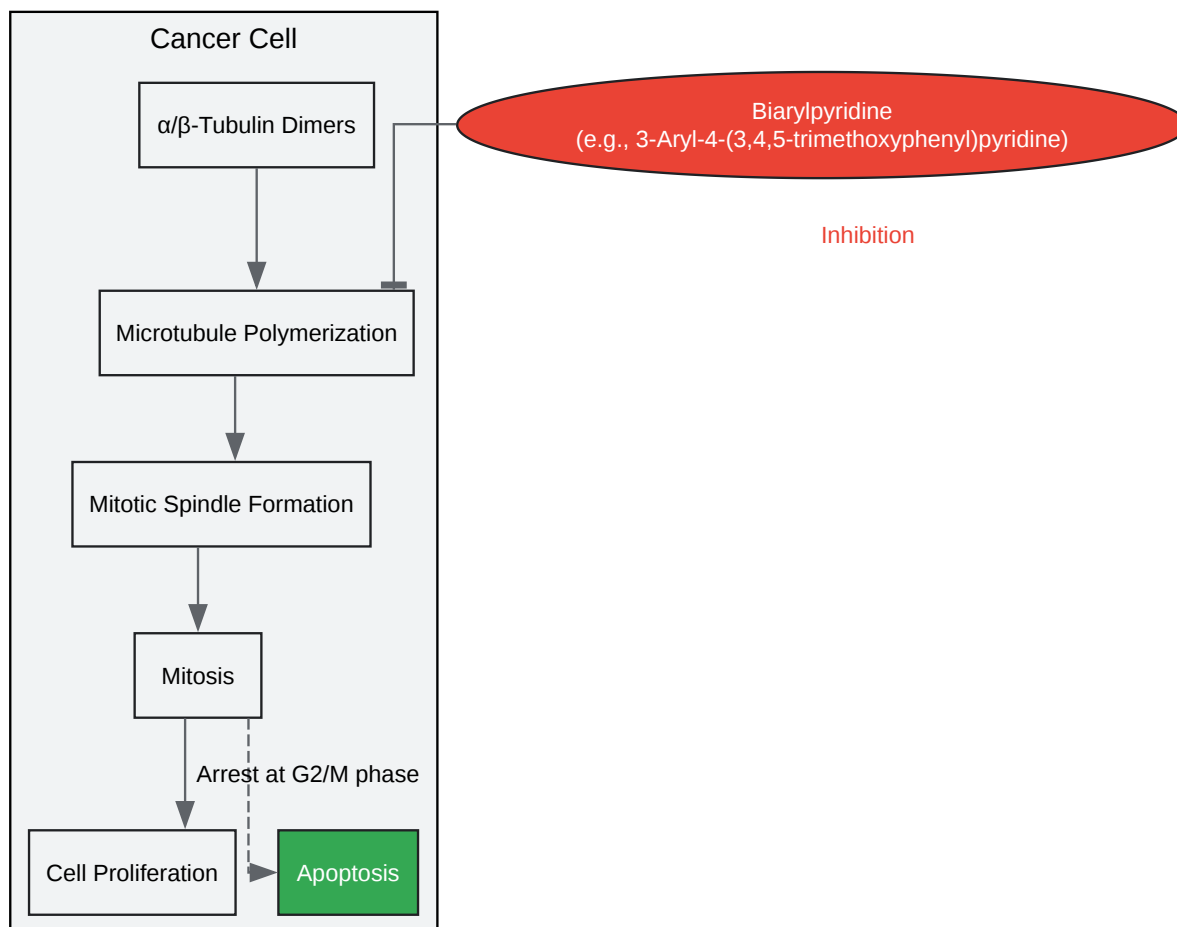 Cancer Cell
α/β-Tubulin Dimers
Biarylpyridine
(e.g., 3-Aryl-4-(3,4,5-trimethoxyphenyl)pyridine)
Inhibition
Microtubule Polymerization
Mitotic Spindle Formation
Mitosis
Arrest at G2/M phase
Cell Proliferation
Apoptosis